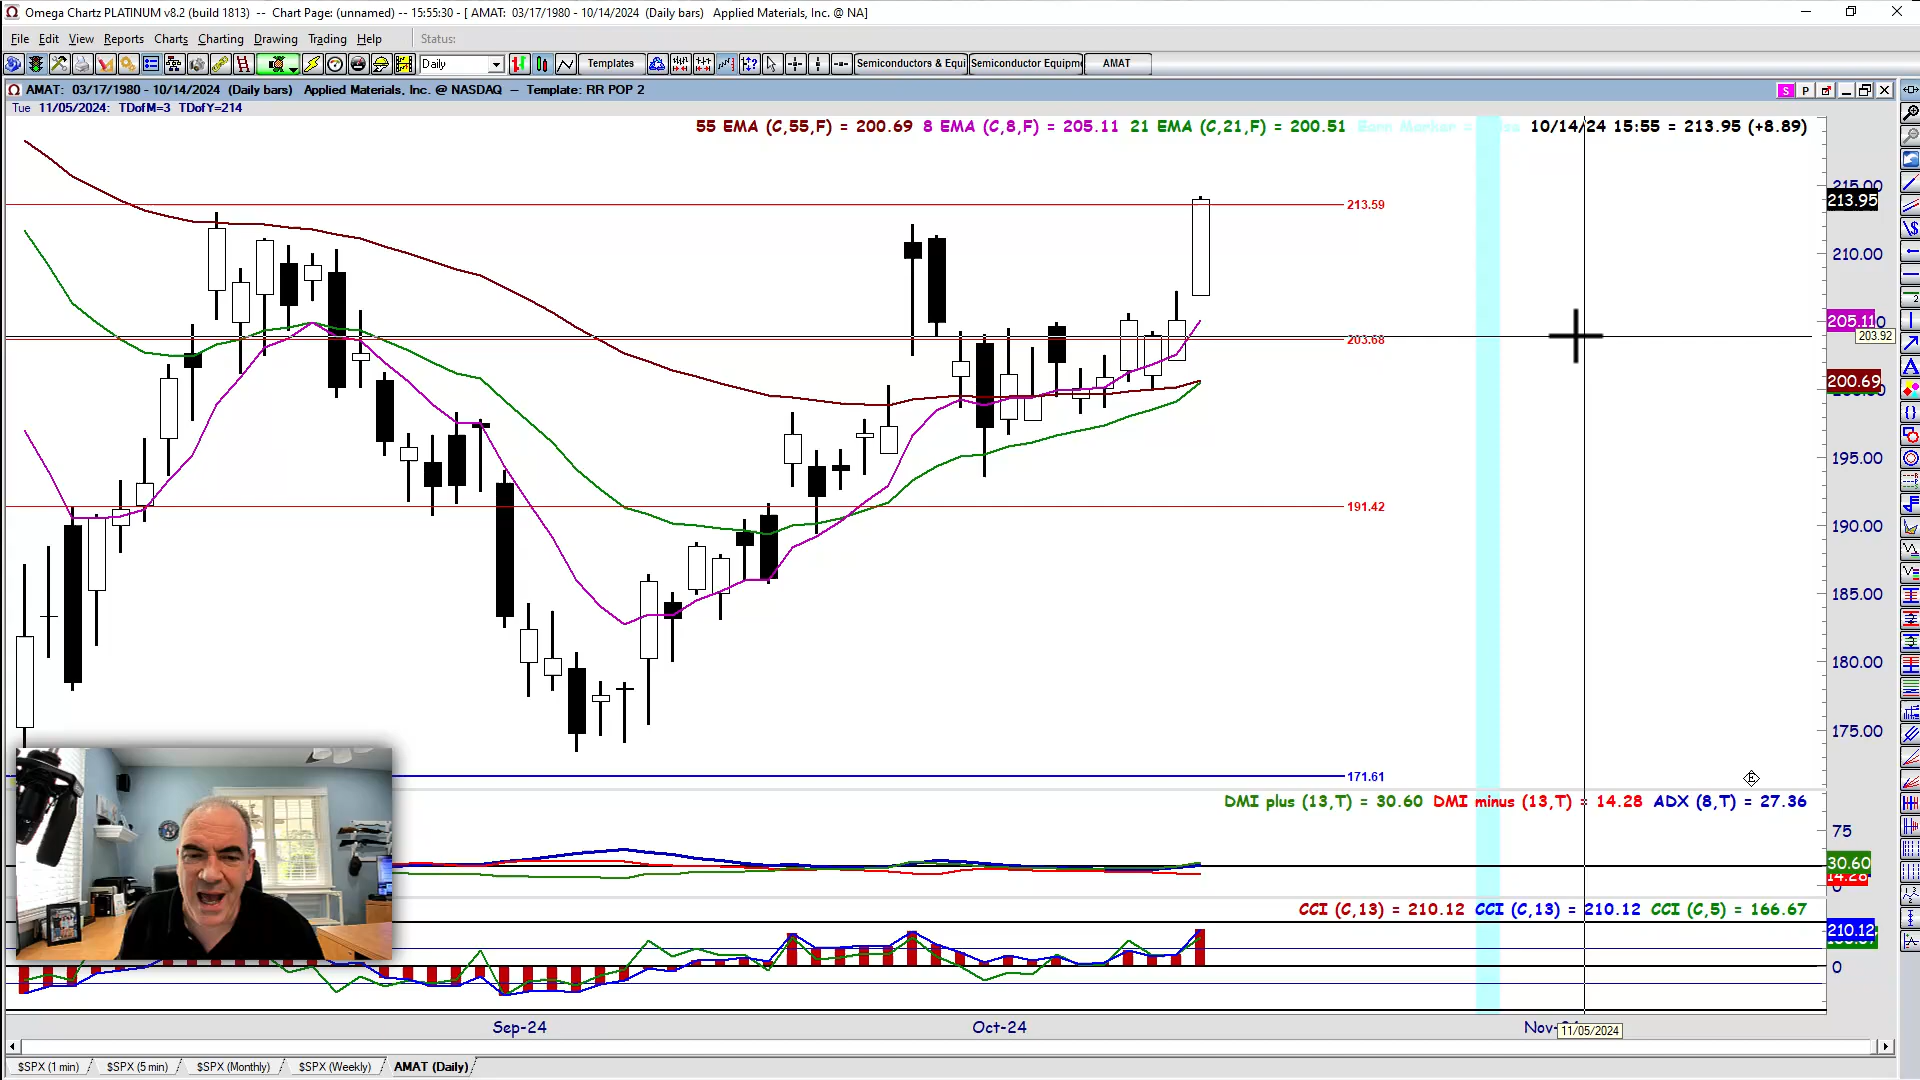 Omega Chartz PLATINUM v8.2 (build 1813) -- Chart Page: (unnamed) -- 15:55:30 - [ AMAT: 03/17/1980 - 10/14/2024 (Daily bars) Applied Materials, Inc. @ NA]
File Edit View Reports Charts Charting Drawing Trading Help Status:
Daily Templates Semiconductors & Equi Semiconductor Equipm AMAT
AMAT: 03/17/1980 - 10/14/2024 (Daily bars) Applied Materials, Inc. @ NASDAQ -- Template: RR POP 2 S P
Tue 11/05/2024: TDofM=3 TDofY=214
55 EMA (C,55,F) = 200.69 8 EMA (C,8,F) = 205.11 21 EMA (C,21,F) = 200.51 Earn Marker = 10/14/24 15:55 = 213.95 (+8.89)
215.00
213.95
213.59
210.00
205.11
203.92
203.68
200.69
195.00
191.42
190.00
185.00
180.00
175.00
171.61
E
DMI plus (13,T) = 30.60 DMI minus (13,T) = 14.28 ADX (8,T) = 27.36
75
30.60
14.28
0
CCI (C,13) = 210.12 CCI (C,13) = 210.12 CCI (C,5) = 166.67
210.12
0
Sep-24 Oct-24 11/05/2024
$SPX (1 min) $SPX (5 min) $SPX (Monthly) $SPX (Weekly) AMAT (Daily)